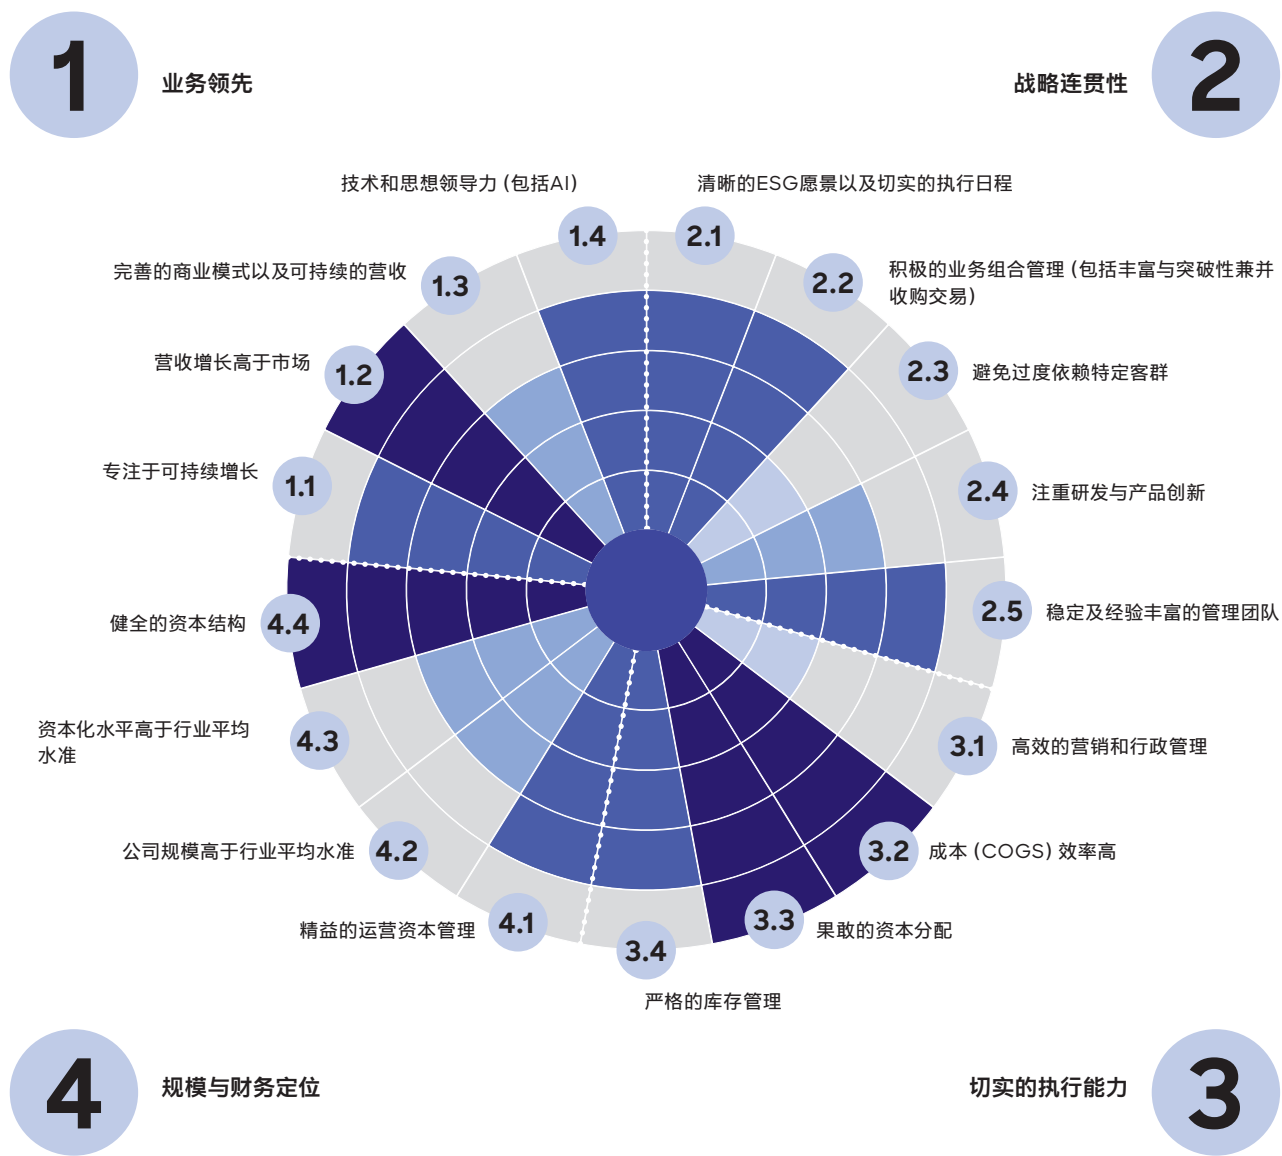 1
业务领先
战略连贯性
2
技术和思想领导力 (包括AI)
1.4
清晰的ESG愿景以及切实的执行日程
2.1
完善的商业模式以及可持续的营收
1.3
积极的业务组合管理 (包括丰富与突破性兼并
收购交易)
2.2
营收增长高于市场
1.2
避免过度依赖特定客群
2.3
专注于可持续增长
1.1
注重研发与产品创新
2.4
健全的资本结构
4.4
稳定及经验丰富的管理团队
2.5
资本化水平高于行业平均
水准
4.3
高效的营销和行政管理
3.1
公司规模高于行业平均水准
4.2
成本 (COGS) 效率高
3.2
精益的运营资本管理
4.1
果敢的资本分配
3.3
3.4
严格的库存管理
4
规模与财务定位
切实的执行能力
3